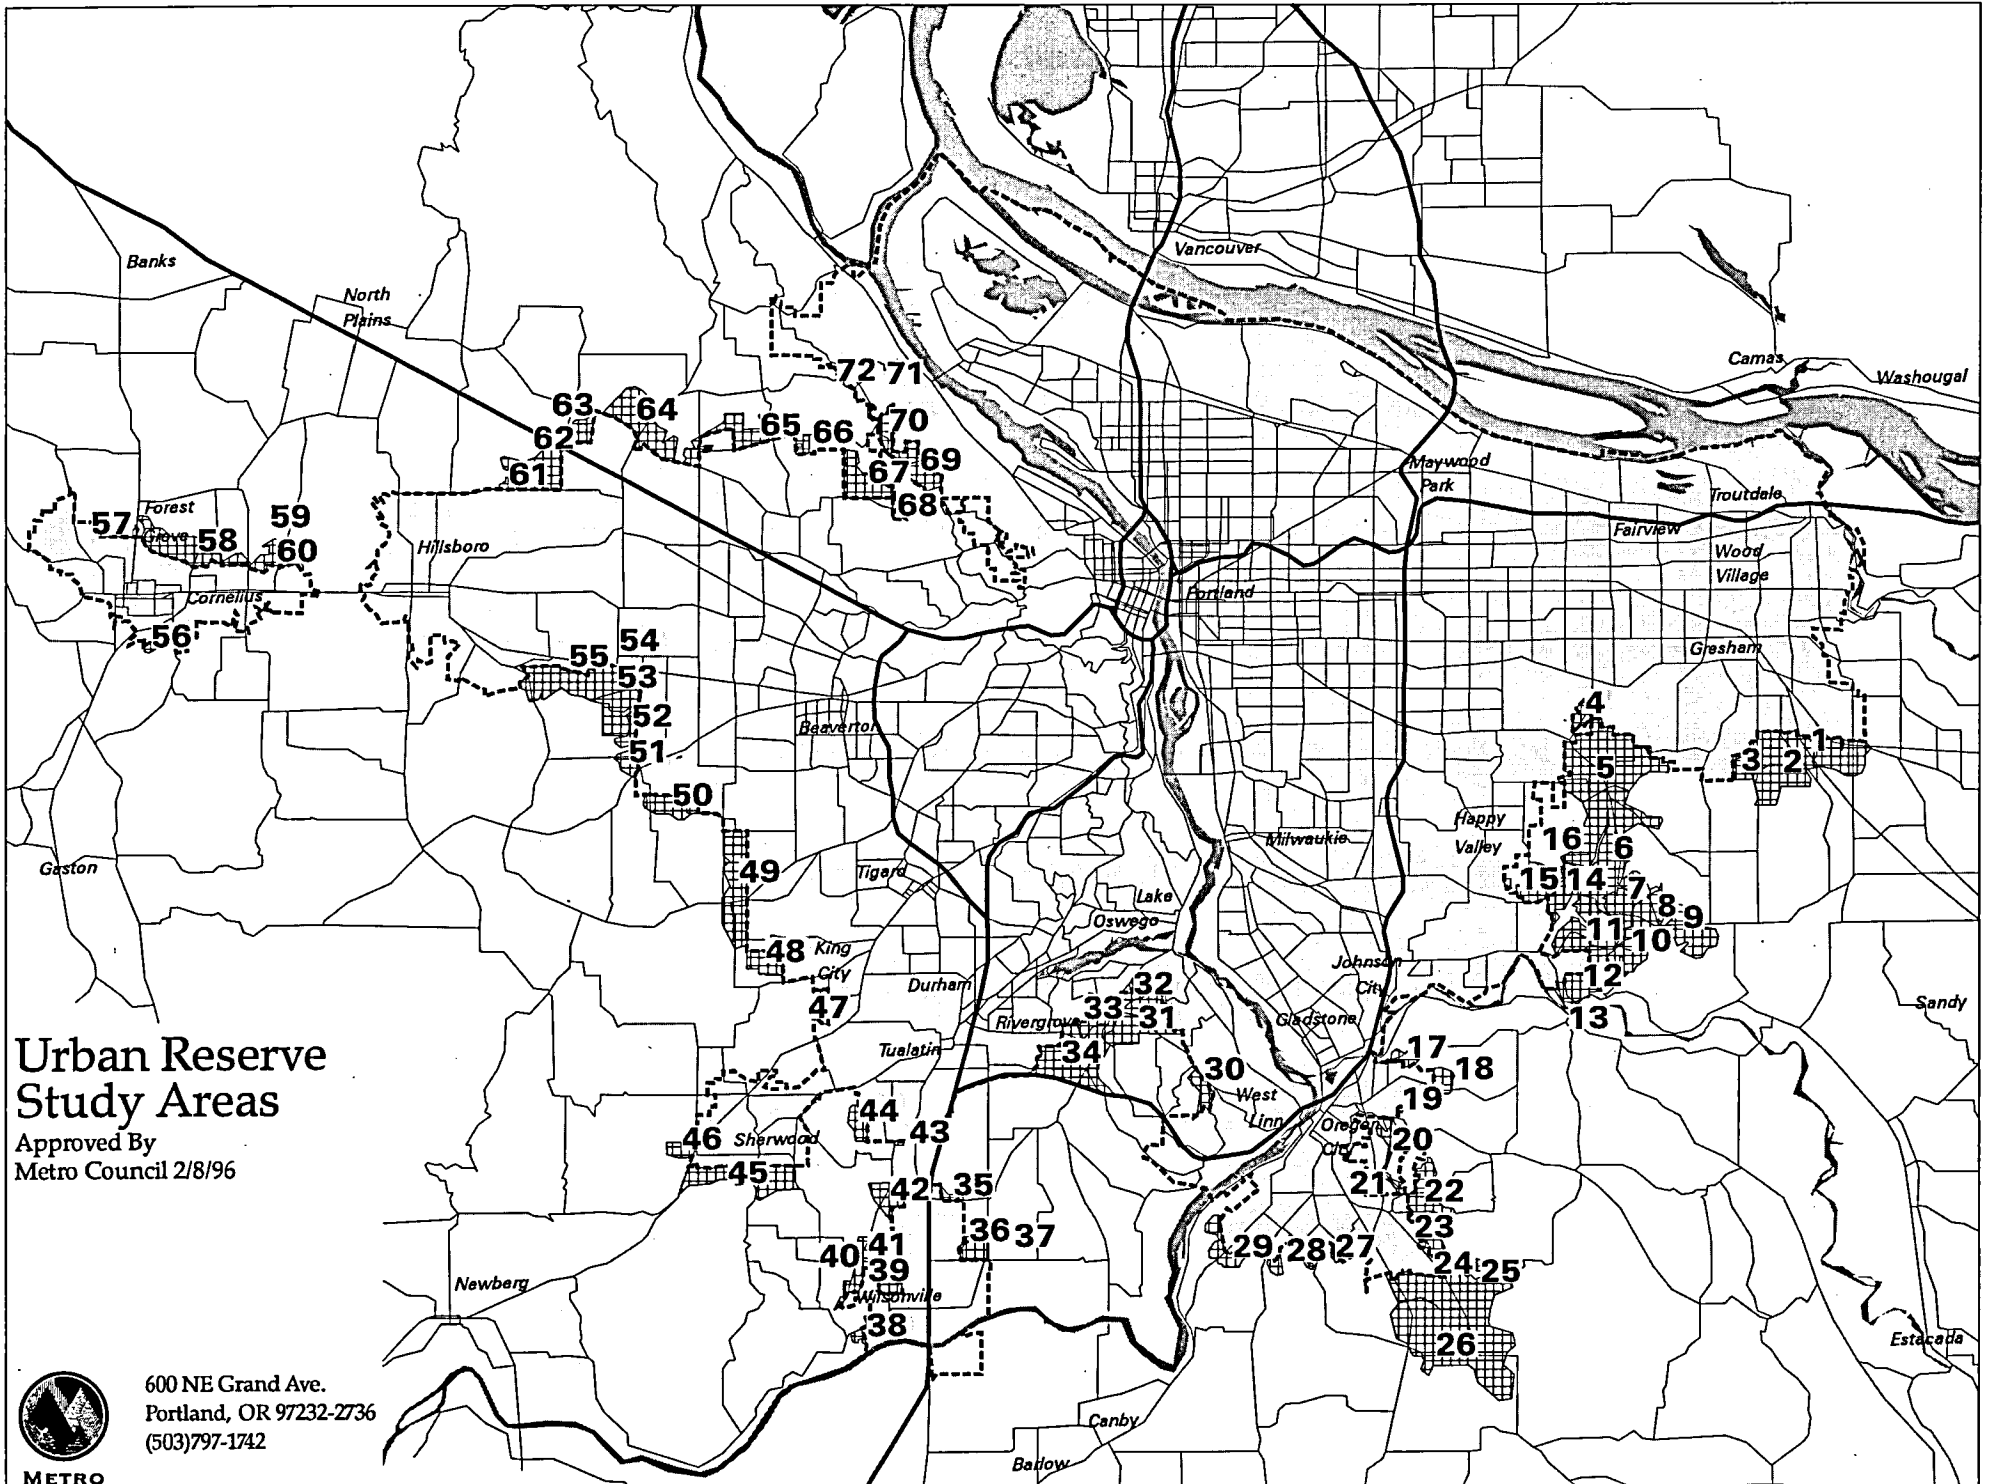 Vancouver
Banks
North
Plains
Camas
Washougal
72 71
63 64
70
62
65 66
61
67 69
68
Maywood
Park
Troutdale
Fairview
Wood
Village
Forest
Grove
57
58
59
60
Hillsboro
Cornelius
56
Portland
Gresham
54
55
53
52
51
50
Beaverton
4
1
3 2
5
Happy
Valley
Milwaukie
16 6
15 14
7
8 9
11
10
12
13
Gaston
49
Tigard
Lake
Oswego
48
King
City
Durham
47
Johnson
City
Sandy
32
33
31
Rivergrove
Gladstone
34
Tualatin
30
West
Linn
17
18
19
Oregon
City
20
21
22
23
24 25
26
27
28
29
44
43
46
Sherwood
45
42
35
36 37
41
40
39
Wilsonville
38
Newberg
Estacada
Canby
Barlow
Urban Reserve
Study Areas
Approved By
Metro Council 2/8/96
600 NE Grand Ave.
Portland, OR 97232-2736
(503)797-1742
METRO